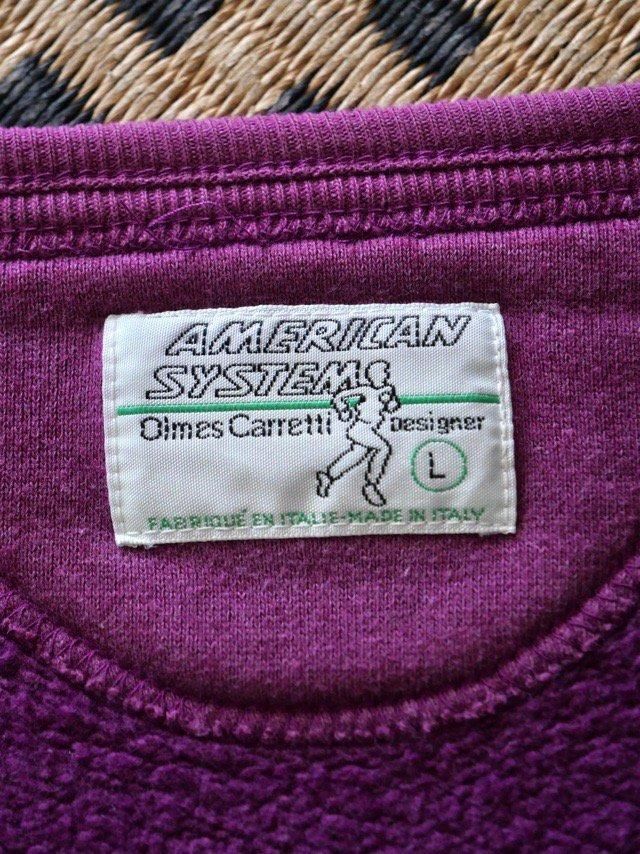 AMERICAN
SYSTEM
Olmes Carretti Designer
L
FABRIQUÉ EN ITALIE-MADE IN ITALY